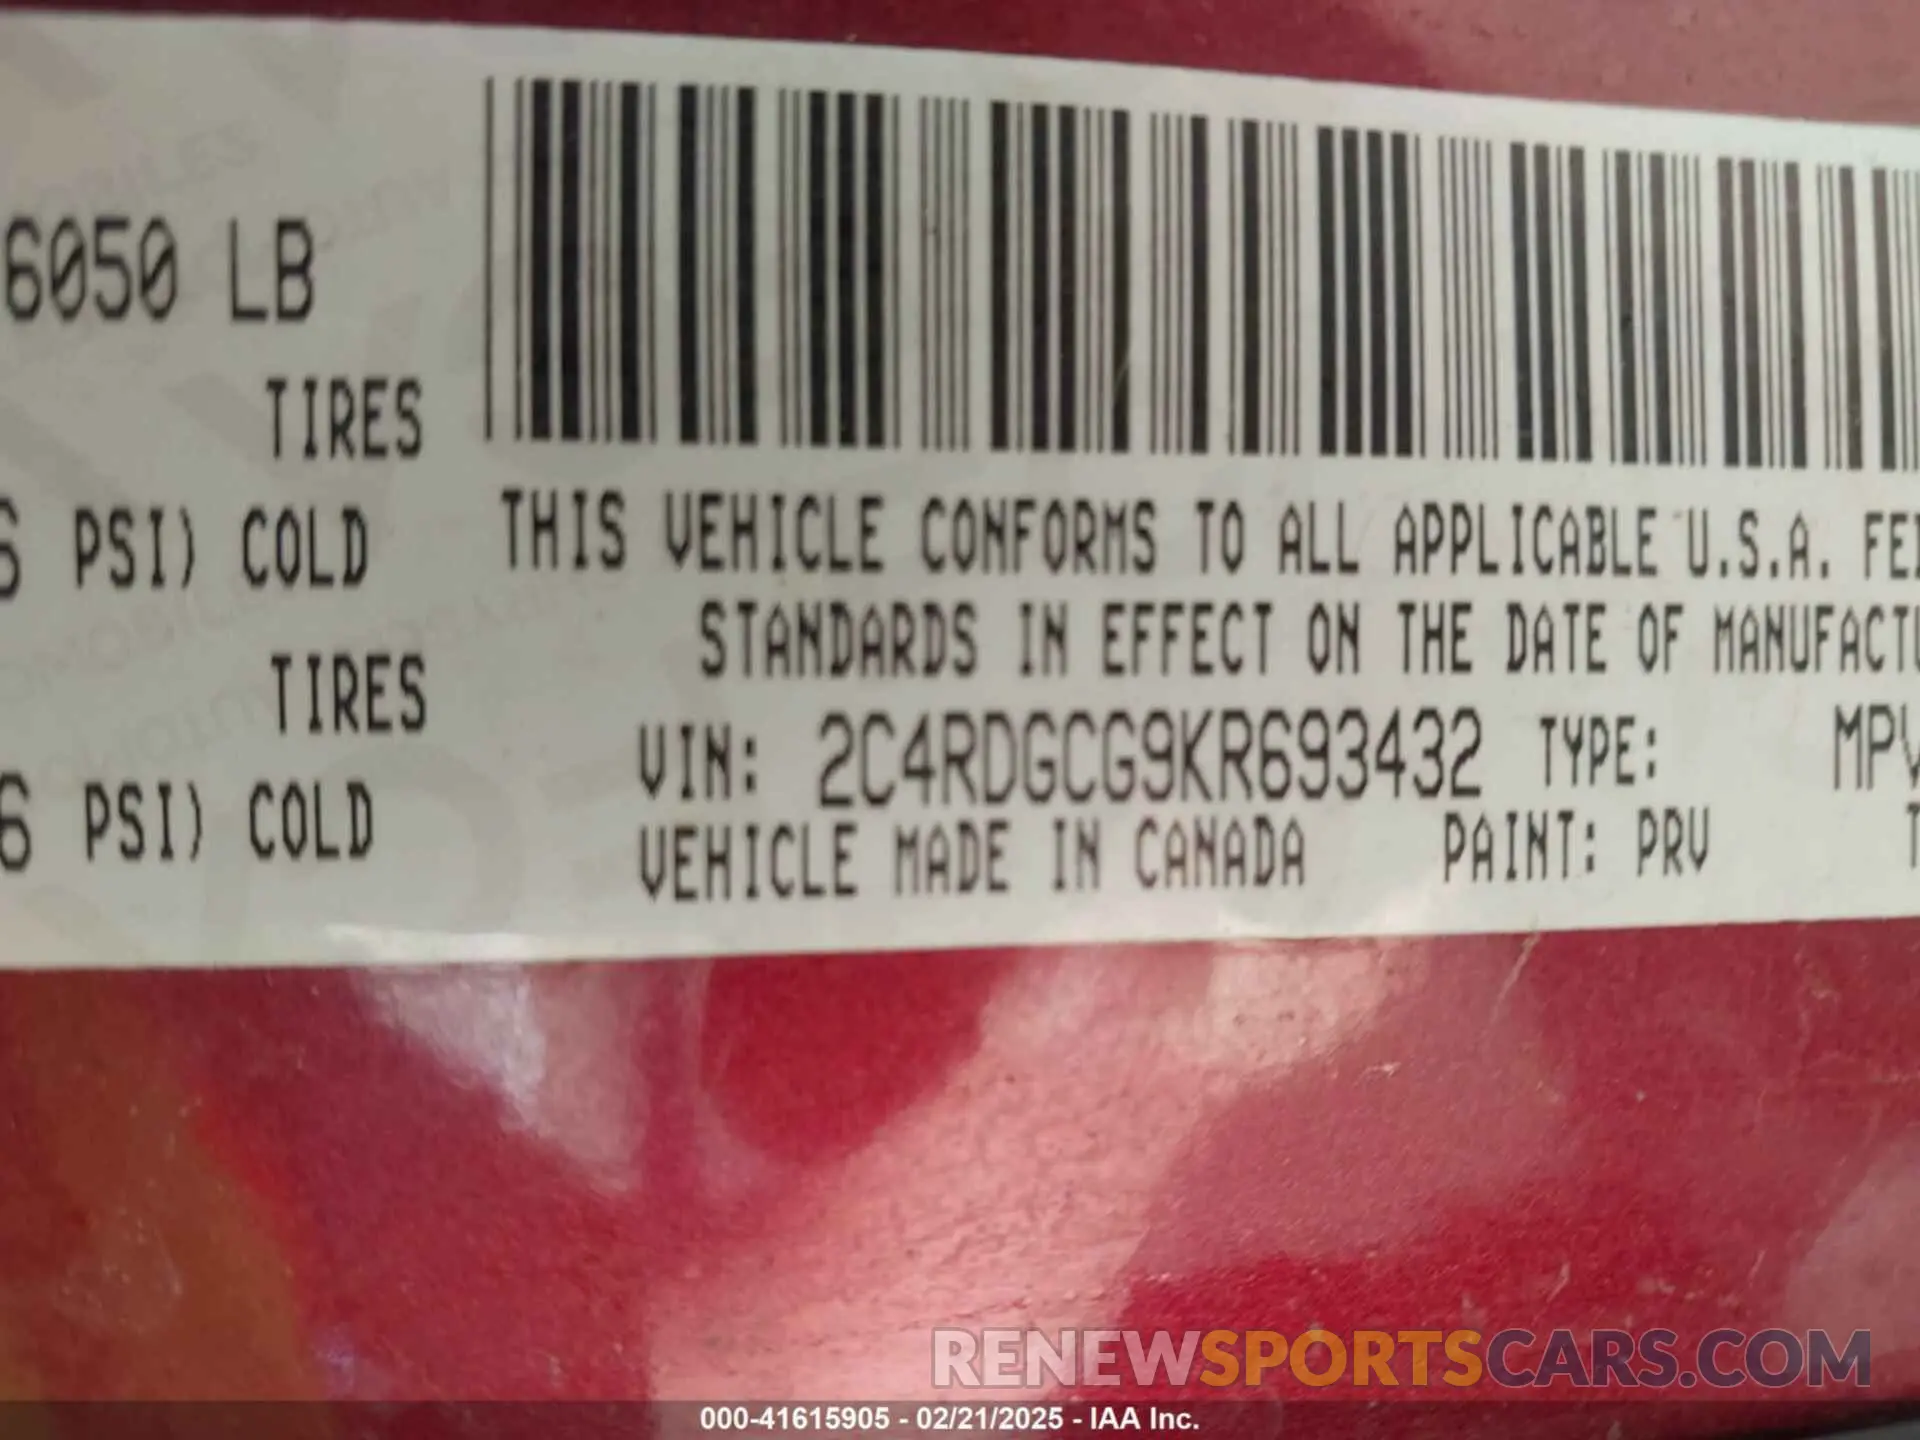 6050 LB
TIRES
6 PSI) COLD
TIRES
6 PSI) COLD
THIS VEHICLE CONFORMS TO ALL APPLICABLE U.S.A.
STANDARDS IN EFFECT ON THE DATE OF
VIN: 2C4RDGCG9KR693432 TYPE: MPV
VEHICLE MADE IN CANADA PAINT: PRV
RENEWSPORTSCARS.COM
000-41615905 - 02/21/2025 - IAA Inc.